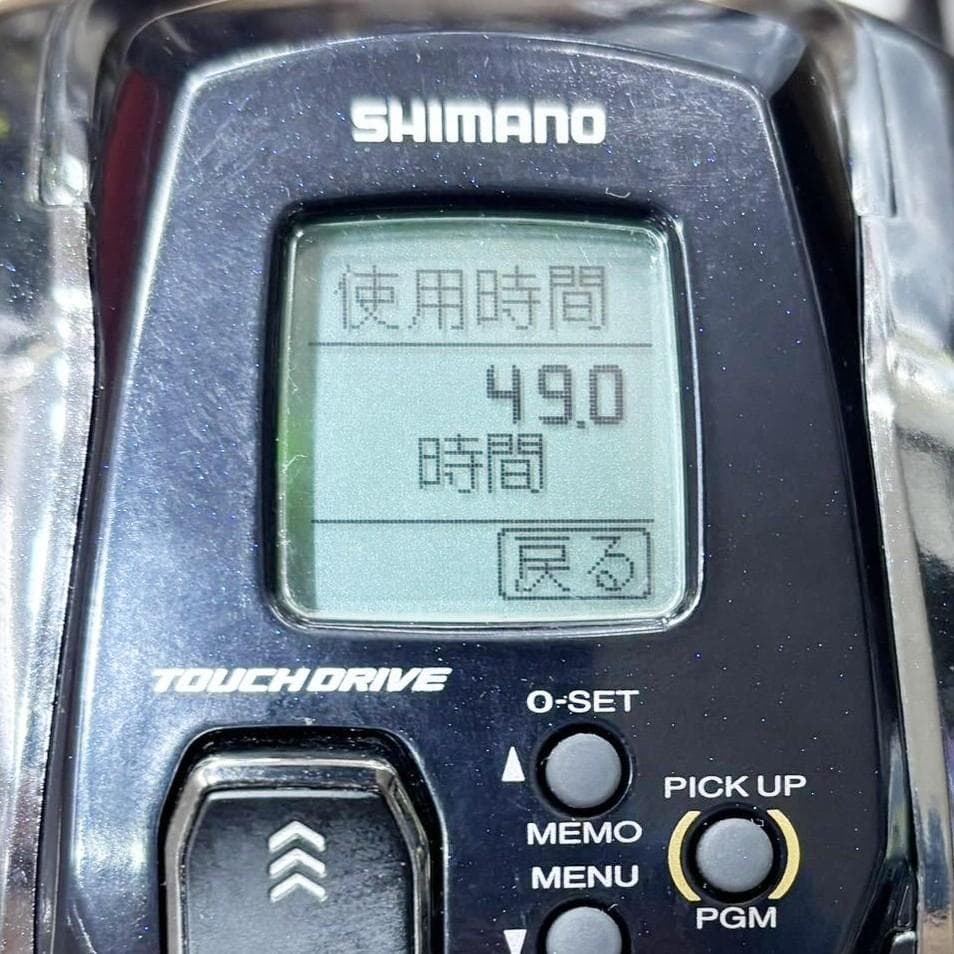 SHIMANO
使用時間
49.0
時間
戻る
TOUCH DRIVE
0-SET
PICK UP
MEMO
MENU
PGM